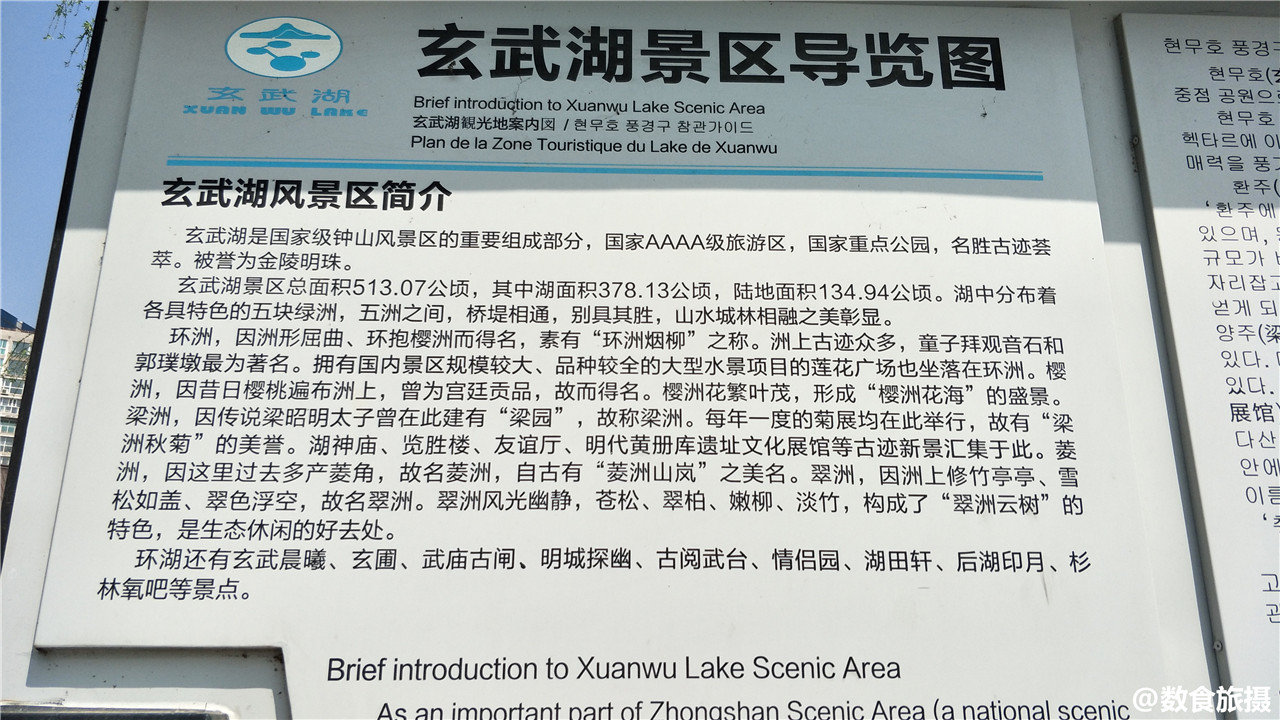 玄武湖
XUAN WU LAKE
玄武湖景区导览图
Brief introduction to Xuanwu Lake Scenic Area
玄武湖観光地案内図 / 현무호 풍경구 참관가이드
Plan de la Zone Touristique du Lake de Xuanwu
玄武湖风景区简介
玄武湖是国家级钟山风景区的重要组成部分，国家AAAA级旅游区，国家重点公园，名胜古迹荟
萃。被誉为金陵明珠。
玄武湖景区总面积513.07公顷，其中湖面积378.13公顷，陆地面积134.94公顷。湖中分布着
各具特色的五块绿洲，五洲之间，桥堤相通，别具其胜，山水城林相融之美彰显。
环洲，因洲形屈曲、环抱樱洲而得名，素有“环洲烟柳”之称。洲上古迹众多，童子拜观音石和
郭璞墩最为著名。拥有国内景区规模较大、品种较全的大型水景项目的莲花广场也坐落在环洲。樱
洲，因昔日樱桃遍布洲上，曾为宫廷贡品，故而得名。樱洲花繁叶茂，形成“樱洲花海”的盛景。
梁洲，因传说梁昭明太子曾在此建有“梁园”，故称梁洲。每年一度的菊展均在此举行，故有“梁
洲秋菊”的美誉。湖神庙、览胜楼、友谊厅、明代黄册库遗址文化展馆等古迹新景汇集于此。菱
洲，因这里过去多产菱角，故名菱洲，自古有“菱洲山岚”之美名。翠洲，因洲上修竹亭亭、雪
松如盖、翠色浮空，故名翠洲。翠洲风光幽静，苍松、翠柏、嫩柳、淡竹，构成了“翠洲云树”的
特色，是生态休闲的好去处。
环湖还有玄武晨曦、玄圃、武庙古闸、明城探幽、古阅武台、情侣园、湖田轩、后湖印月、杉
林氧吧等景点。
Brief introduction to Xuanwu Lake Scenic Area
As an important part of Zhongshan Scenic Area (a national scenic
현무호 풍경구
현무호(玄
중점 공원으로
현무호
헥타르에 이
매력을 풍
환주(
‘환주에
있으며,
규모가
자리잡고
얻게 되
양주(梁
있다.
있다.
展馆
다산
안에
이름
고
관
@数食旅摄